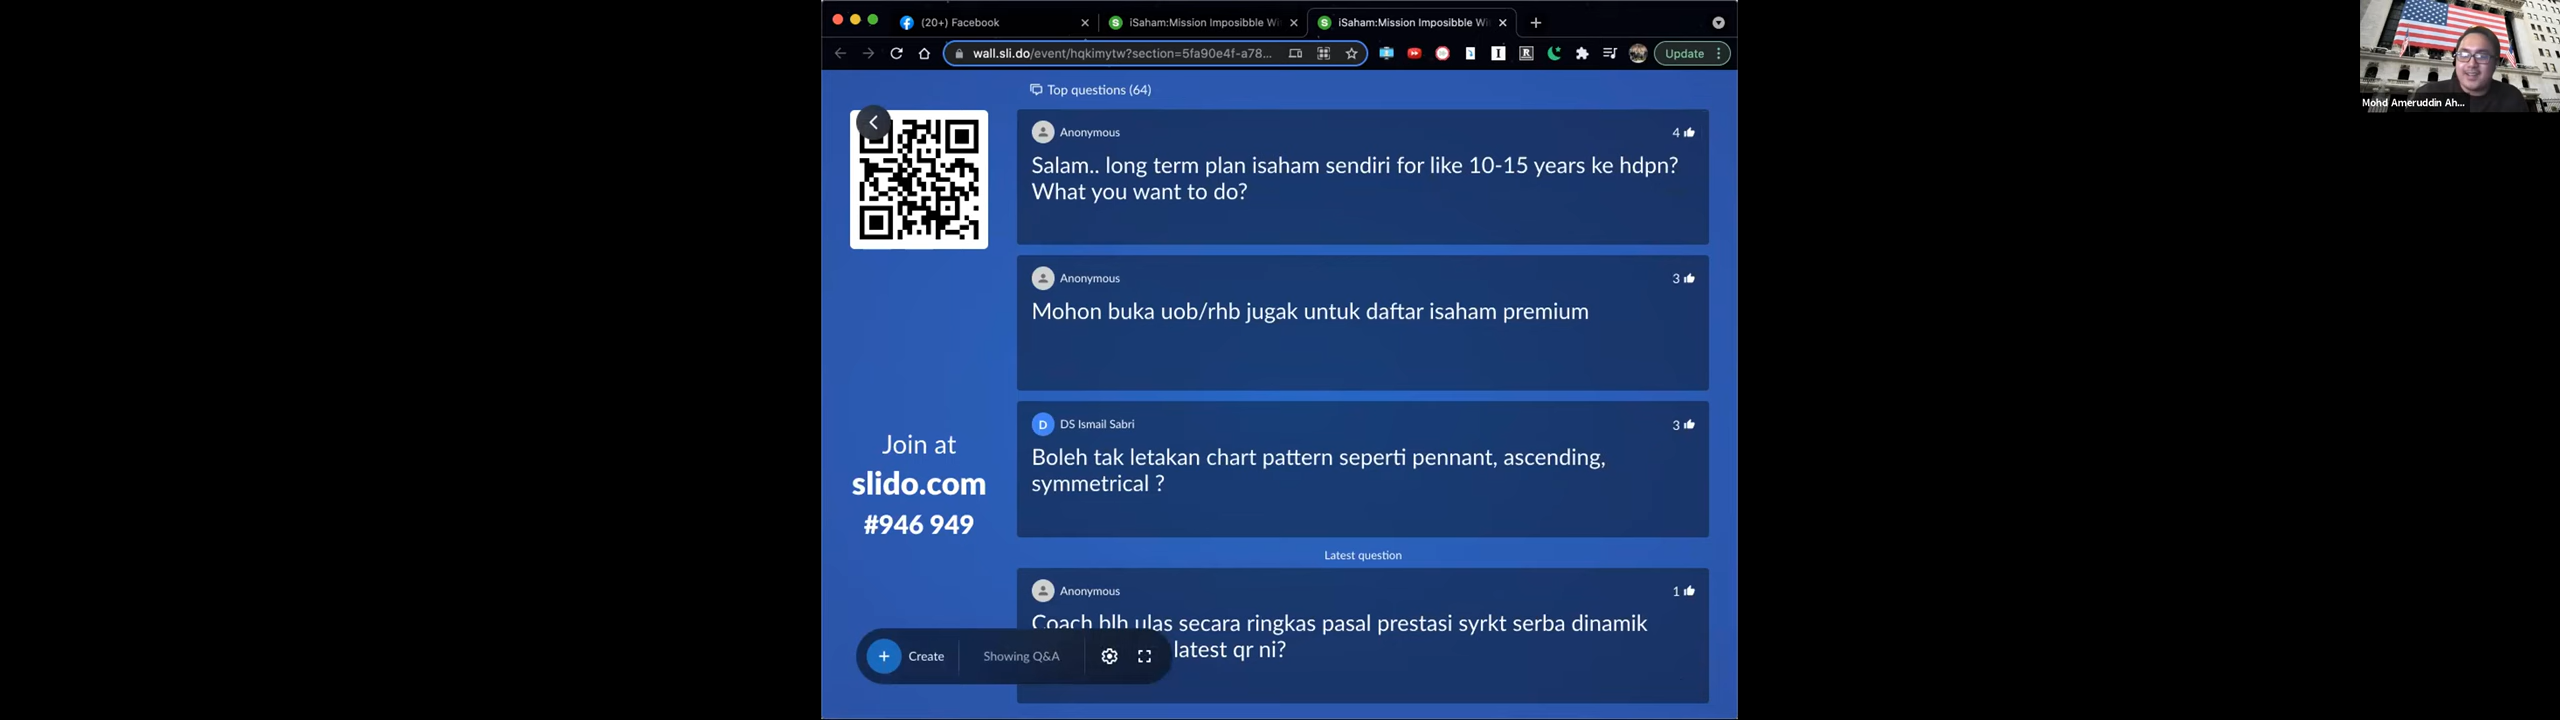 (20+) Facebook
iSaham:Mission Imposibble Wi
iSaham:Mission Imposibble Wi
wall.sli.do/event/hqkimytw?section=5fa90e4f-a78...
Update
Mohd Ameruddin Ah...
Top questions (64)
Anonymous
4
Salam.. long term plan isaham sendiri for like 10-15 years ke hdpn?
What you want to do?
Anonymous
3
Mohon buka uob/rhb jugak untuk daftar isaham premium
DS Ismail Sabri
3
Boleh tak letakan chart pattern seperti pennant, ascending,
symmetrical ?
Join at
slido.com
#946 949
Latest question
Anonymous
1
Coach blh ulas secara ringkas pasal prestasi syrkt serba dinamik
latest qr ni?
Create
Showing Q&A